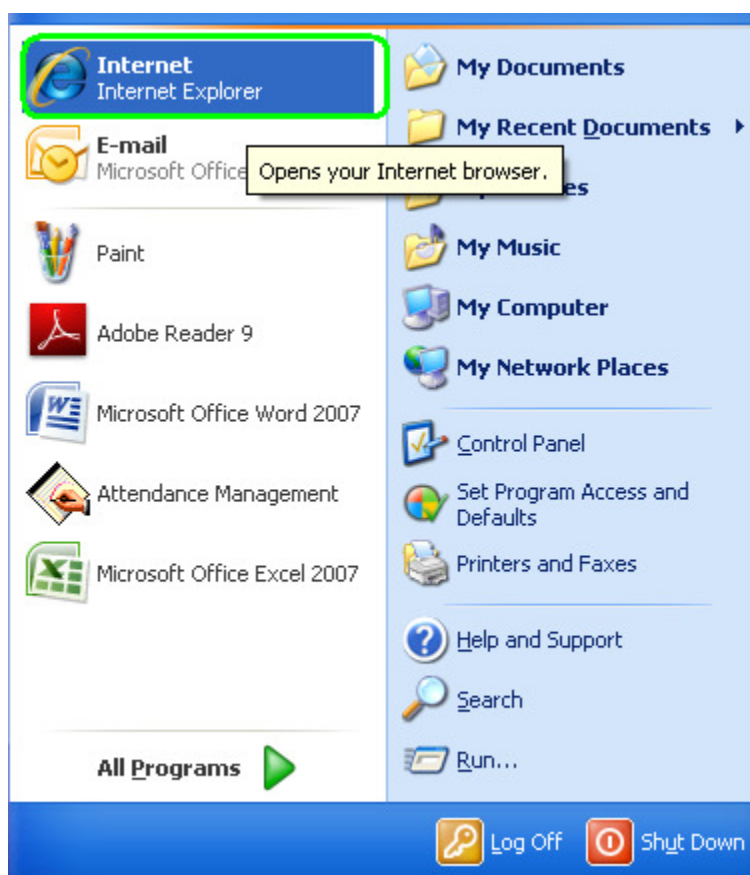 Internet
Internet Explorer
E-mail
Microsoft Office
Opens your Internet browser.
Paint
Adobe Reader 9
Microsoft Office Word 2007
Attendance Management
Microsoft Office Excel 2007
All Programs
My Documents
My Recent Documents
es
My Music
My Computer
My Network Places
Control Panel
Set Program Access and
Defaults
Printers and Faxes
Help and Support
Search
Run...
Log Off
Shut Down